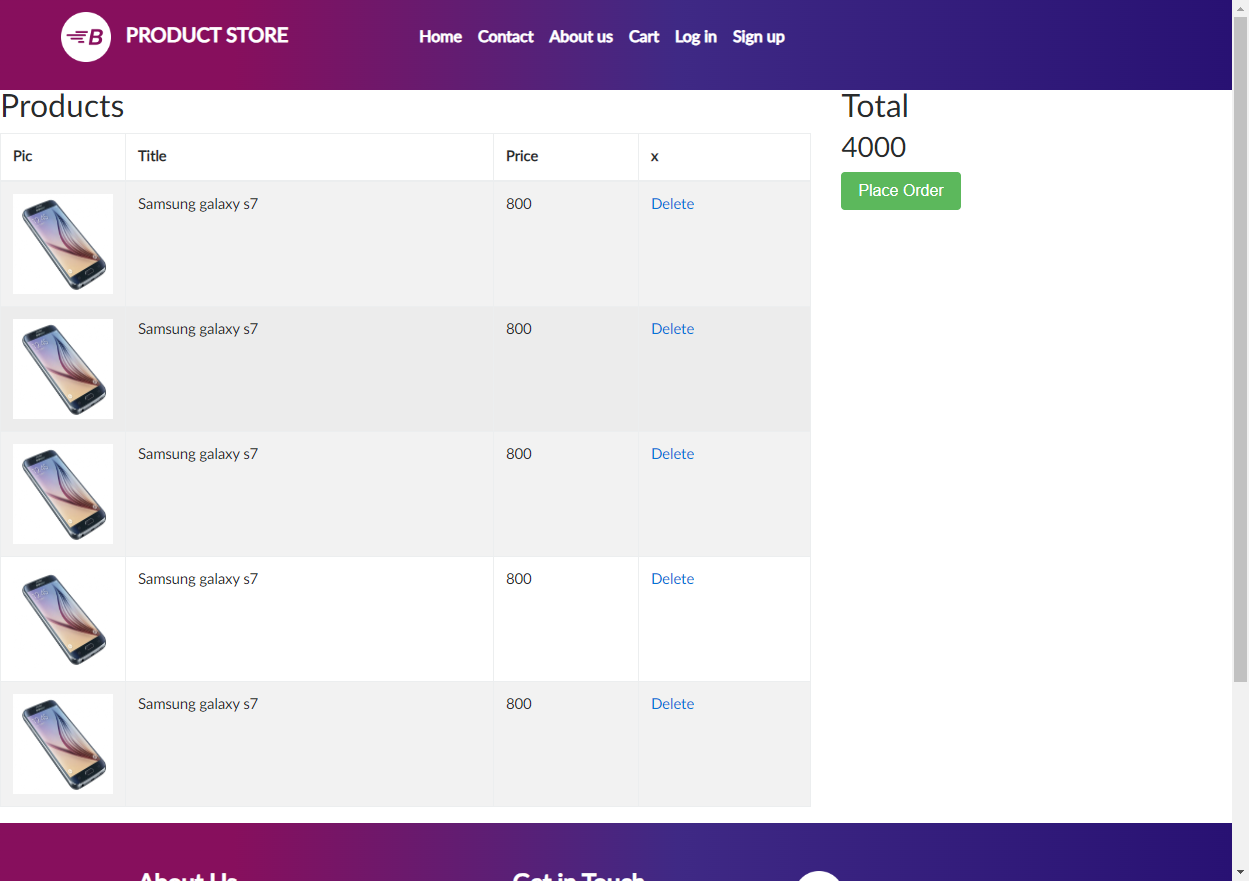 B PRODUCT STORE
Home Contact About us Cart Log in Sign up
Products
Pic Title Price x
Samsung galaxy s7 800 Delete
Samsung galaxy s7 800 Delete
Samsung galaxy s7 800 Delete
Samsung galaxy s7 800 Delete
Samsung galaxy s7 800 Delete
Total
4000
Place Order
About Us Get in Touch